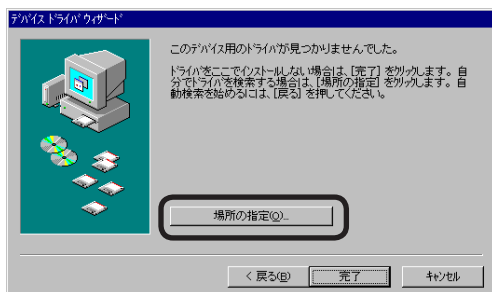 ﾃﾞﾊﾞｲｽ ﾄﾞﾗｲﾊﾞ ｳｨｻﾞｰﾄﾞ
このﾃﾞﾊﾞｲｽ用のﾄﾞﾗｲﾊﾞが見つかりませんでした。
ﾄﾞﾗｲﾊﾞをここでｲﾝｽﾄｰﾙしない場合は、[完了] をｸﾘｯｸします。自
分でﾄﾞﾗｲﾊﾞを検索する場合は、[場所の指定] をｸﾘｯｸします。自
動検索を始めるには、[戻る] を押してください。
場所の指定(O)...
< 戻る(B)
完了
ｷｬﾝｾﾙ